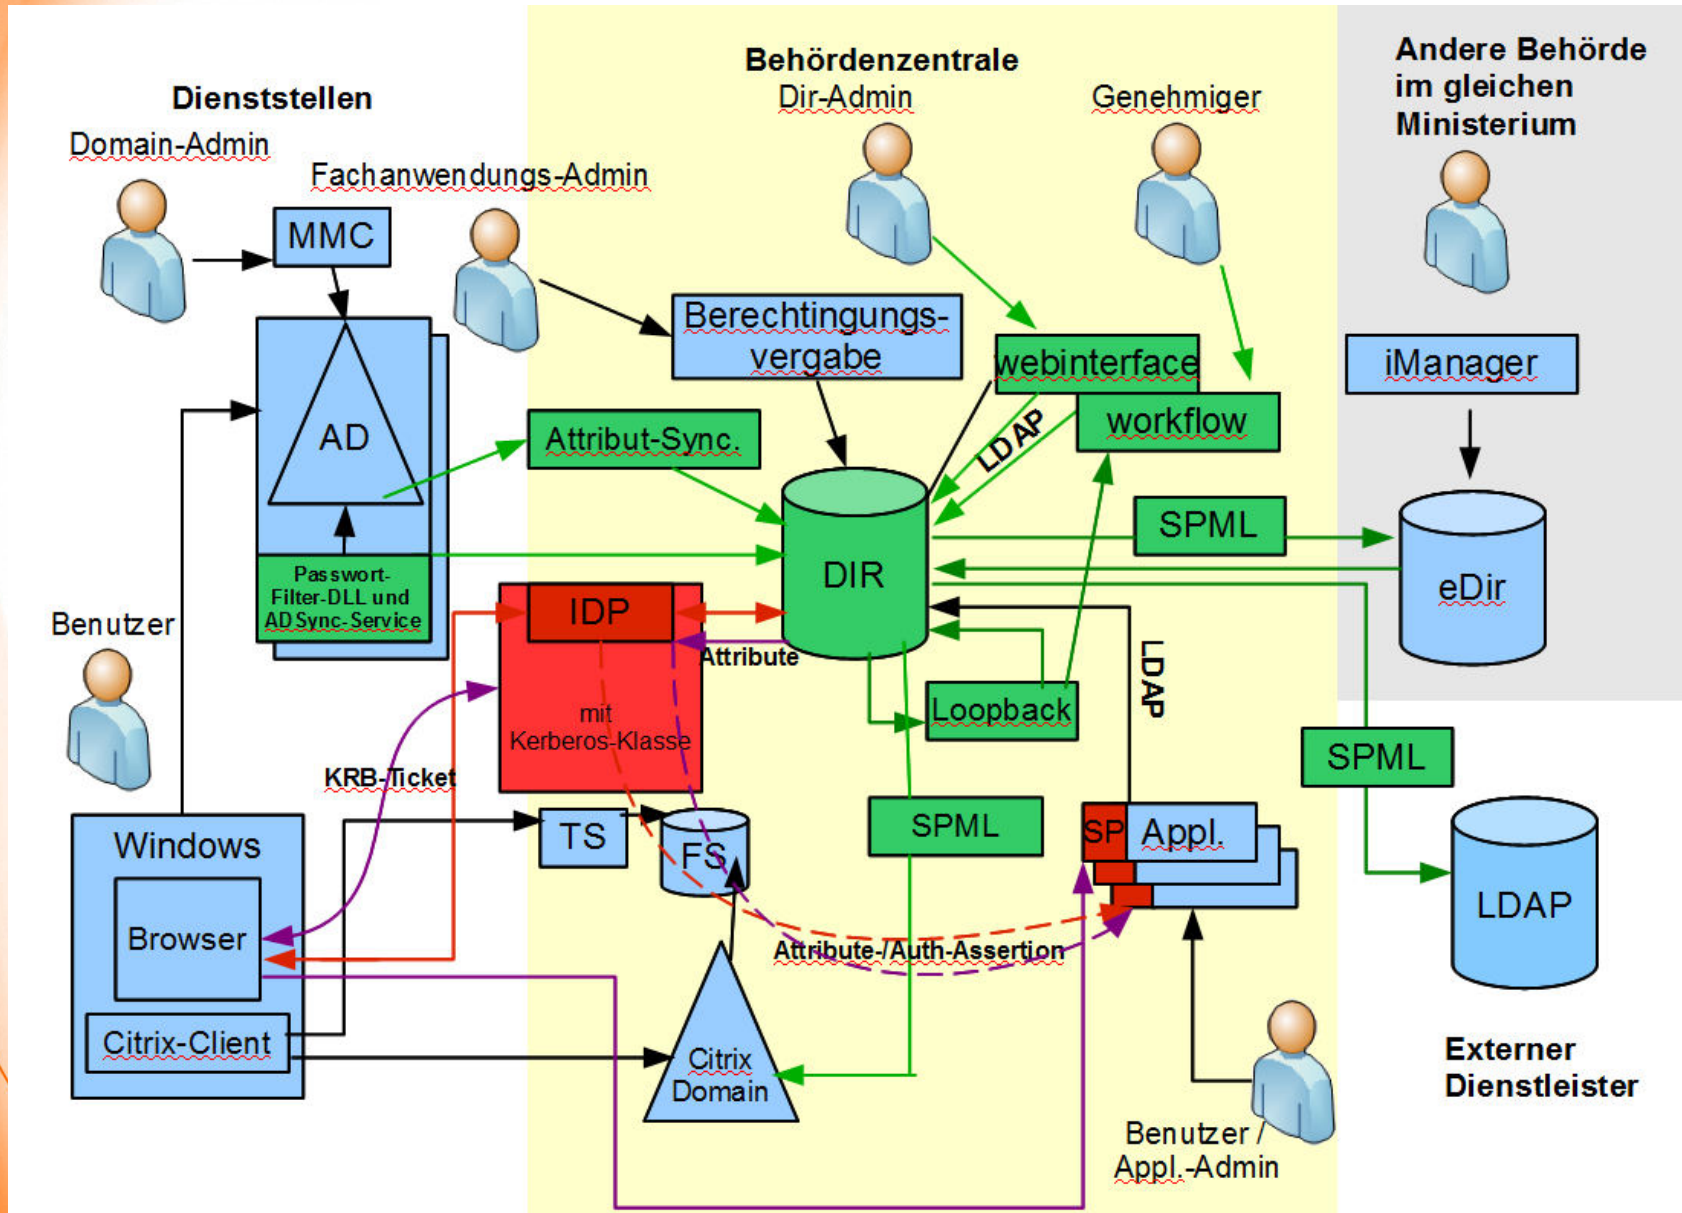 Dienststellen
Domain-Admin
MMC
Fachanwendungs-Admin
Behördenzentrale
Dir-Admin
Genehmiger
Andere Behörde
im gleichen
Ministerium
Berechtingungs-
vergabe
webinterface
workflow
iManager
AD
Attribut-Sync.
LDAP
SPML
DIR
eDir
Passwort-
Filter-DLL und
ADSync-Service
Benutzer
IDP
Attribute
mit
Kerberos-Klasse
Loopback
LDAP
SPML
KRB-Ticket
TS
FS
SPML
SP
Appl.
Windows
Browser
Citrix-Client
LDAP
Attribute-/Auth-Assertion
Citrix
Domain
Externer
Dienstleister
Benutzer /
Appl.-Admin